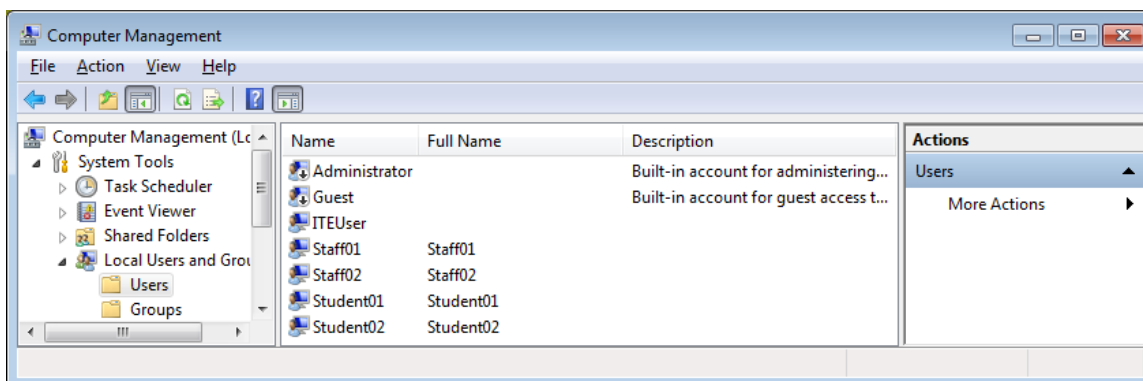 Computer Management
File Action View Help
Computer Management (Lc
System Tools
Task Scheduler
Event Viewer
Shared Folders
Local Users and Grou
Users
Groups
Name Full Name Description
Administrator Built-in account for administering...
Guest Built-in account for guest access t...
ITEUser
Staff01 Staff01
Staff02 Staff02
Student01 Student01
Student02 Student02
Actions
Users
More Actions